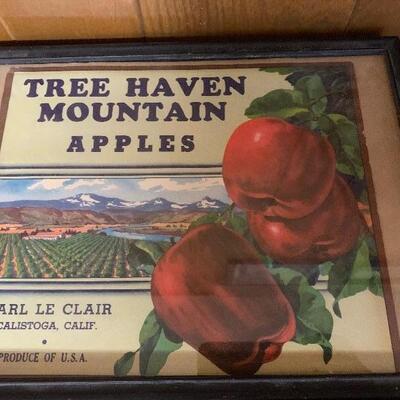 TREE HAVEN
MOUNTAIN
APPLES
ARL LE CLAIR
CALISTOGA, CALIF.
PRODUCE OF U.S.A.